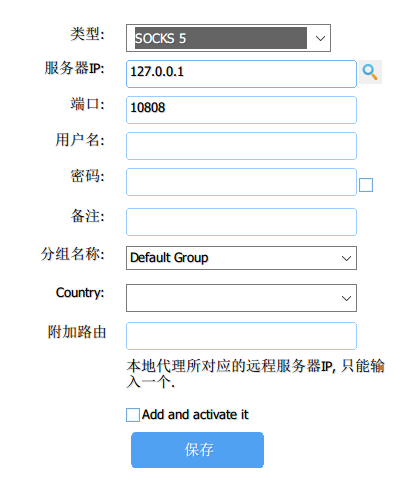 类型: SOCKS 5
服务器IP: 127.0.0.1
端口: 10808
用户名:
密码:
备注:
分组名称: Default Group
Country:
附加路由
本地代理所对应的远程服务器IP, 只能输
入一个.
Add and activate it
保存